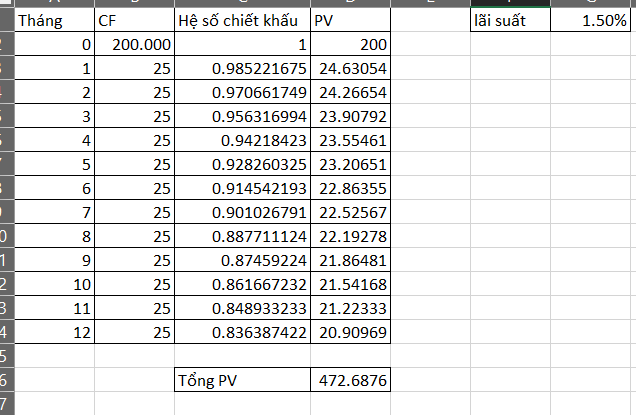 Tháng CF Hệ số chiết khấu PV lãi suất 1.50%
0 200.000 1 200
1 25 0.985221675 24.63054
2 25 0.970661749 24.26654
3 25 0.956316994 23.90792
4 25 0.94218423 23.55461
5 25 0.928260325 23.20651
6 25 0.914542193 22.86355
7 25 0.901026791 22.52567
8 25 0.887711124 22.19278
9 25 0.87459224 21.86481
10 25 0.861667232 21.54168
11 25 0.848933233 21.22333
12 25 0.836387422 20.90969
Tổng PV 472.6876